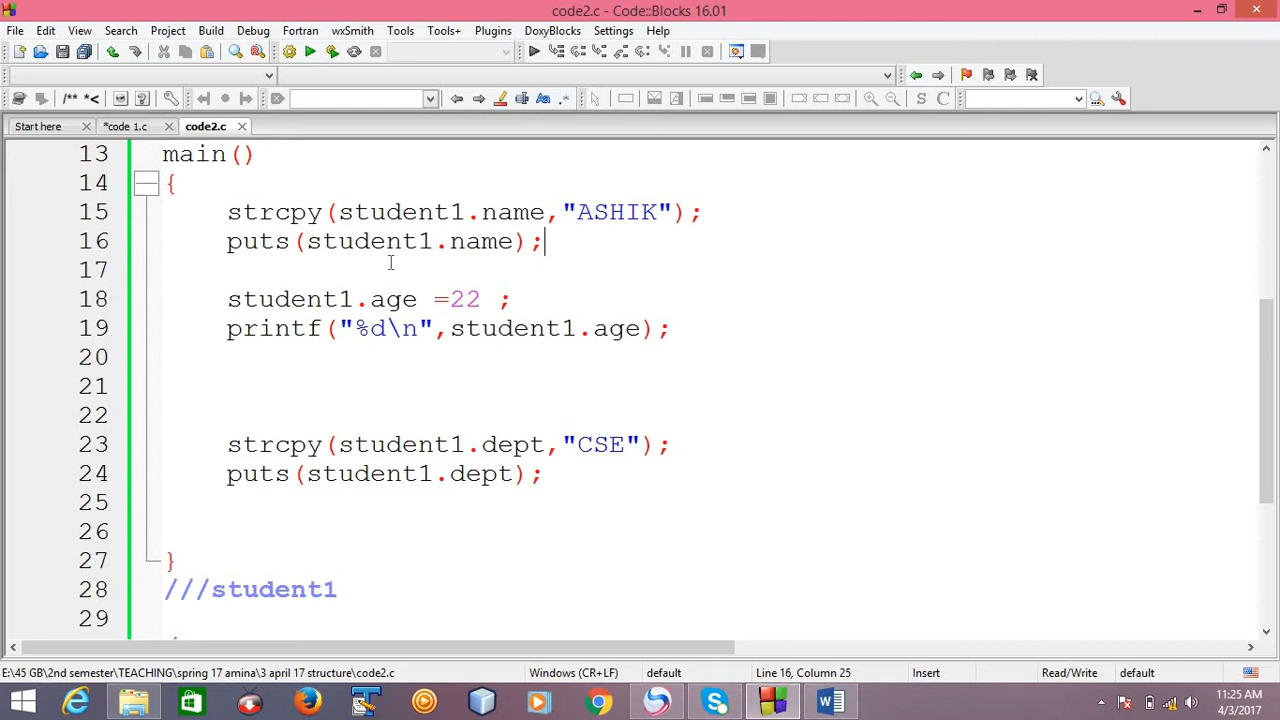 code2.c - Code::Blocks 16.01
File Edit View Search Project Build Debug Fortran wxSmith Tools Tools+ Plugins DoxyBlocks Settings Help
/** *<
S C
Start here *code 1.c code2.c
13 main()
14 {
15 strcpy(student1.name,"ASHIK");
16 puts(student1.name);
17
18 student1.age =22 ;
19 printf("%d\n",student1.age);
20
21
22
23 strcpy(student1.dept,"CSE");
24 puts(student1.dept);
25
26
27 }
28 ///student1
29
E:\45 GB\2nd semester\TEACHING\spring 17 amina\3 april 17 structure\code2.c Windows (CR+LF) default Line 16, Column 25 Insert Read/Write default
11:25 AM
4/3/2017